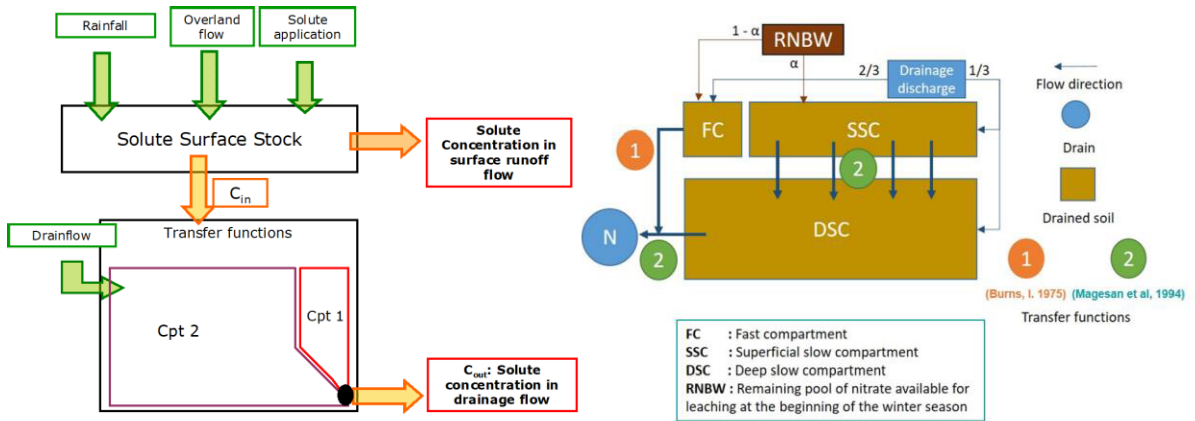 Rainfall
Overland
flow
Solute
application
Solute Surface Stock
Solute
Concentration in
surface runoff
flow
Cin
Transfer functions
Drainflow
Cpt 2
Cpt 1
Cout: Solute
concentration in
drainage flow
1 - α
RNBW
α
2/3
Drainage
discharge
1/3
Flow direction
FC
SSC
1
2
Drain
DSC
N
2
Drained soil
1
2
(Burns, I. 1975) (Magesan et al, 1994)
Transfer functions
FC : Fast compartment
SSC : Superficial slow compartment
DSC : Deep slow compartment
RNBW : Remaining pool of nitrate available for
leaching at the beginning of the winter season